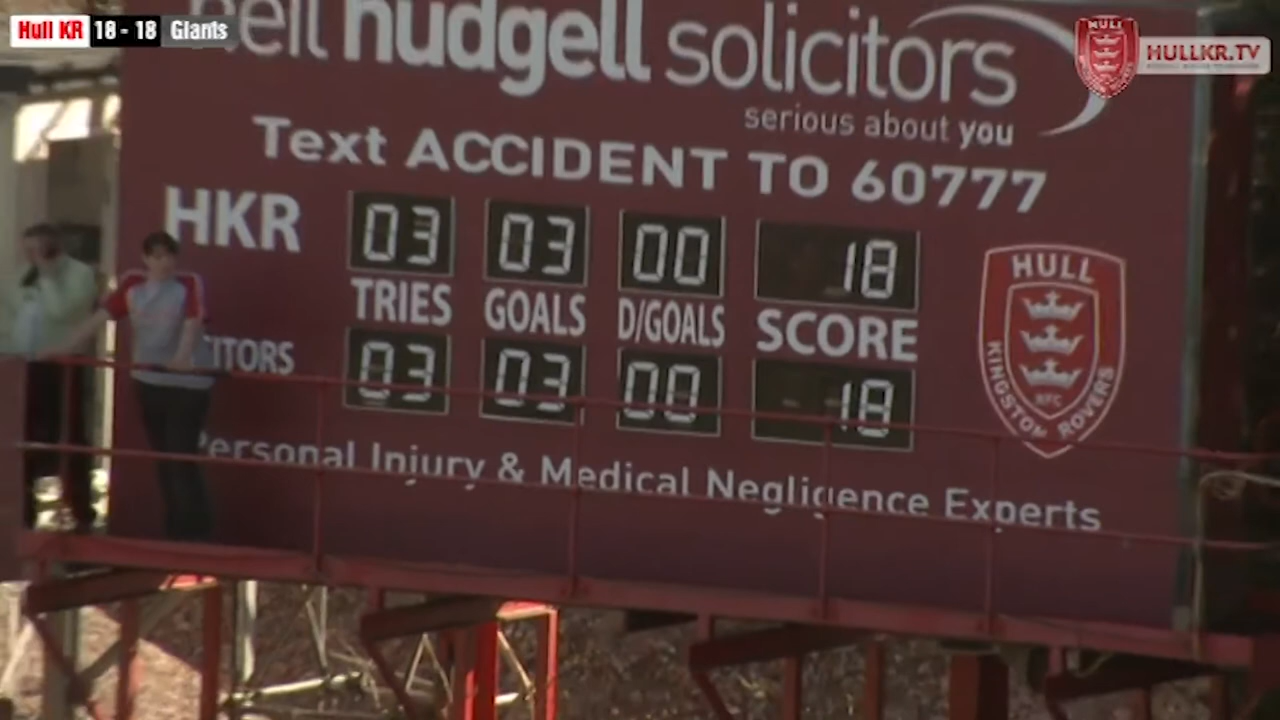 Hull KR 18 - 18 Giants
HULL
HULLKR.TV
neil hudgell solicitors
serious about you
Text ACCIDENT TO 60777
HKR 03 03 00 18
TRIES GOALS D/GOALS SCORE
ITORS 03 03 00 18
HULL
KINGSTON ROVERS
RFC
Personal Injury & Medical Negligence Experts